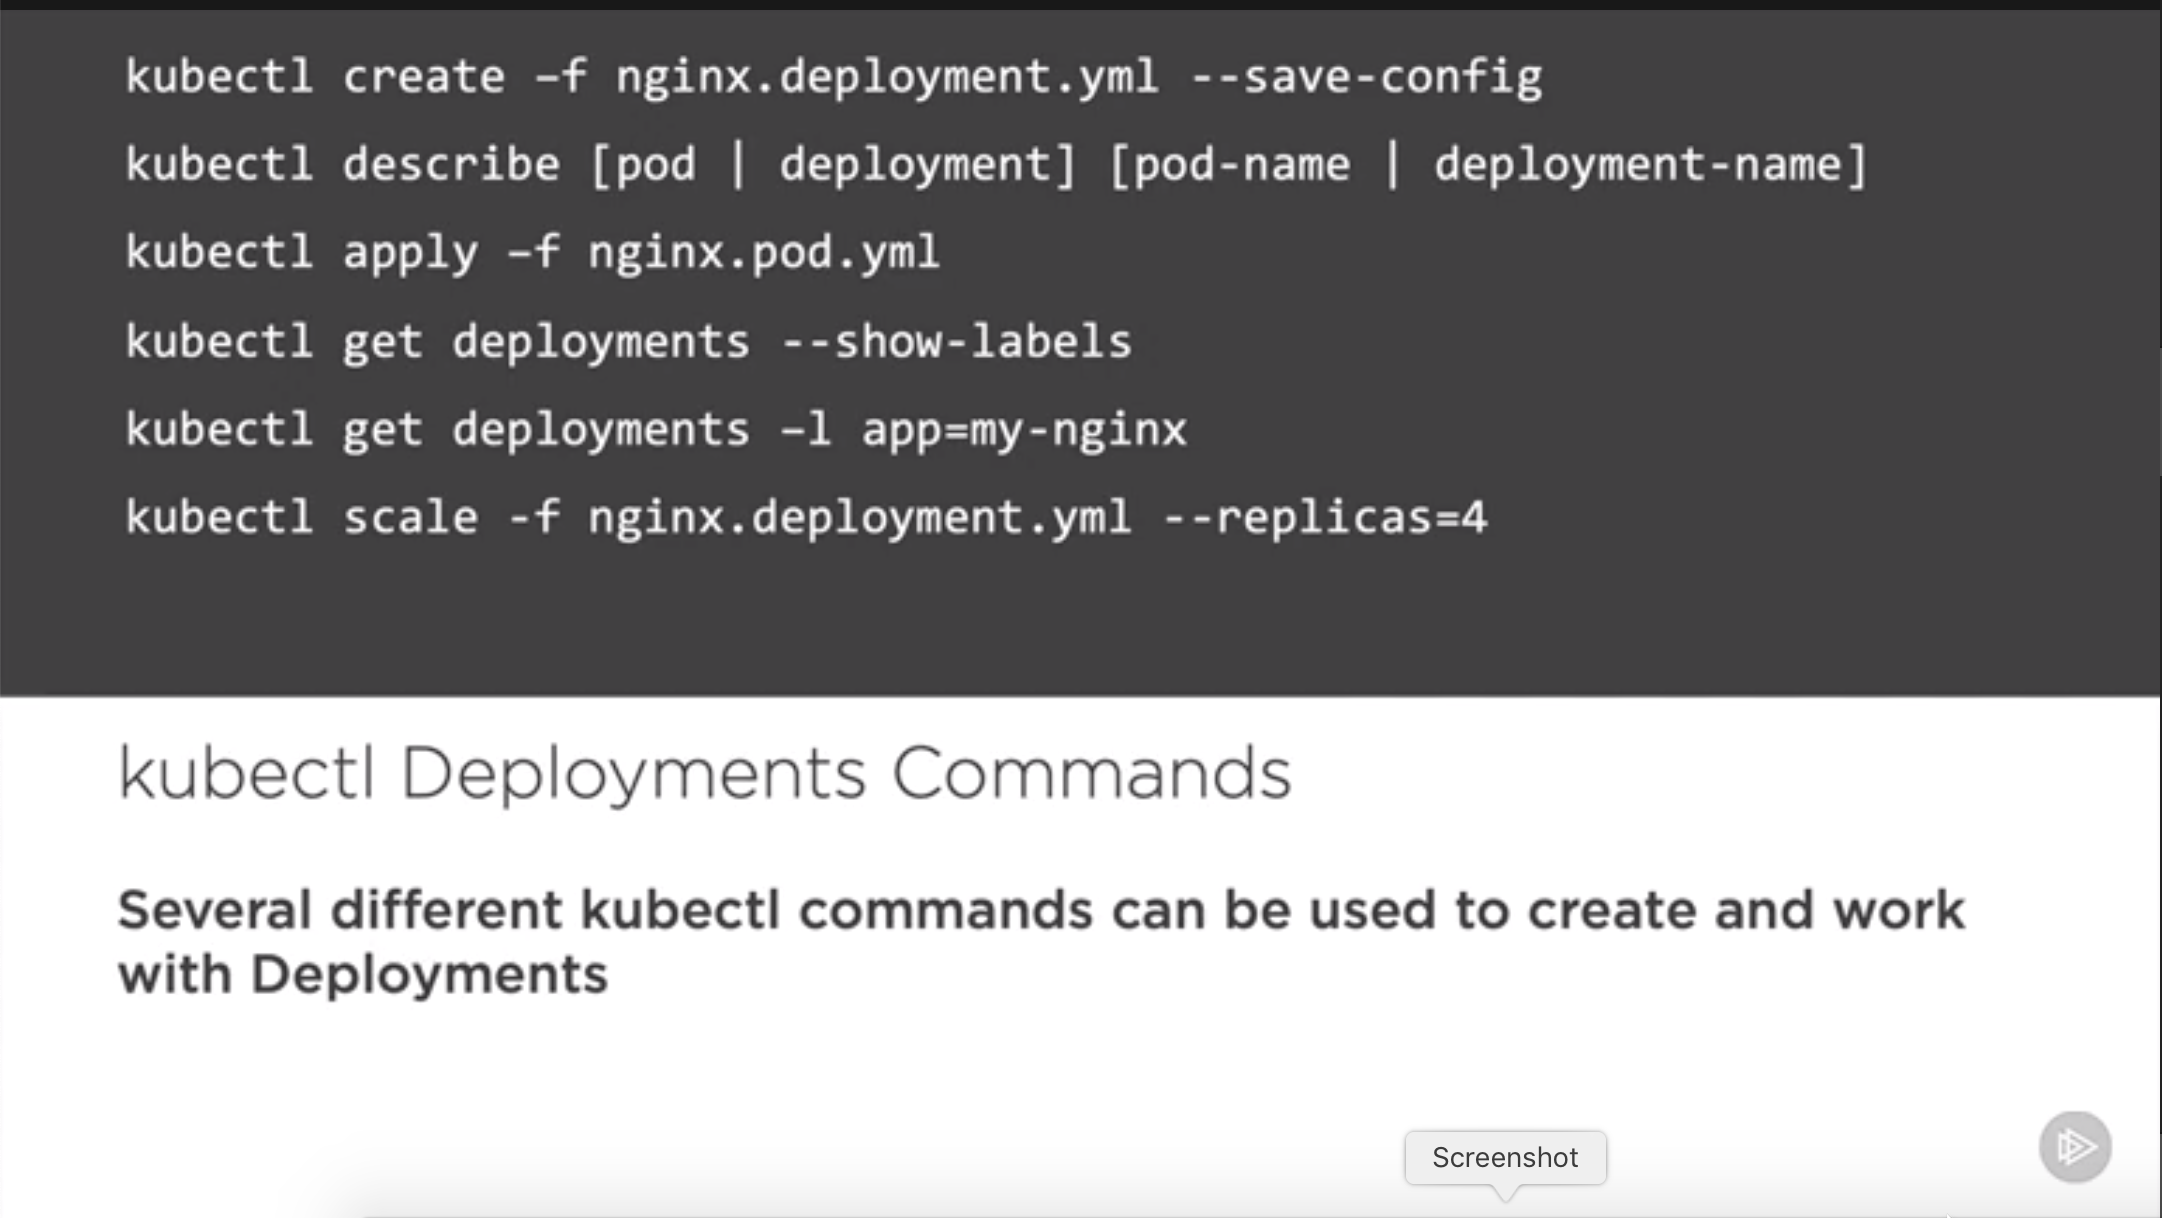 kubectl create –f nginx.deployment.yml --save-config
kubectl describe [pod | deployment] [pod-name | deployment-name]
kubectl apply –f nginx.pod.yml
kubectl get deployments --show-labels
kubectl get deployments –l app=my-nginx
kubectl scale -f nginx.deployment.yml --replicas=4
kubectl Deployments Commands
Several different kubectl commands can be used to create and work
with Deployments
Screenshot